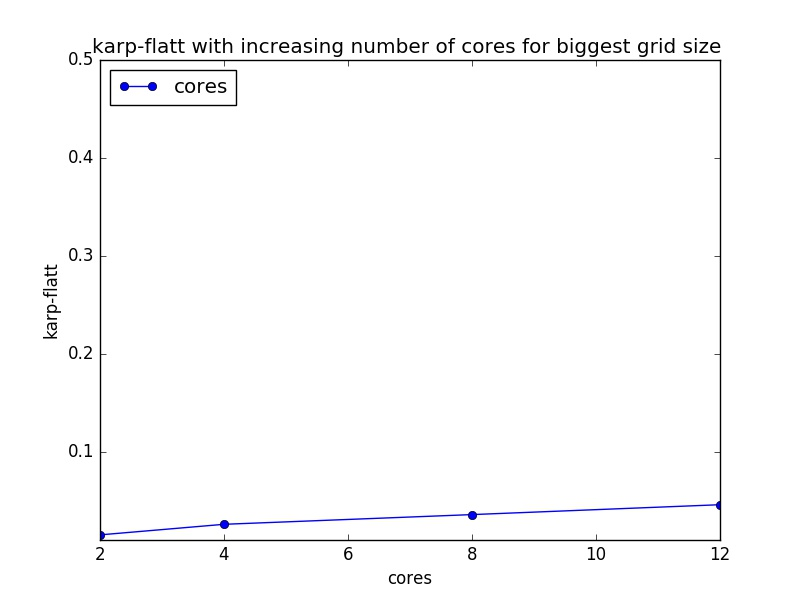 karp-flatt with increasing number of cores for biggest grid size
0.5
cores
0.4
0.3
karp-flatt
0.2
0.1
2 4 6 8 10 12
cores